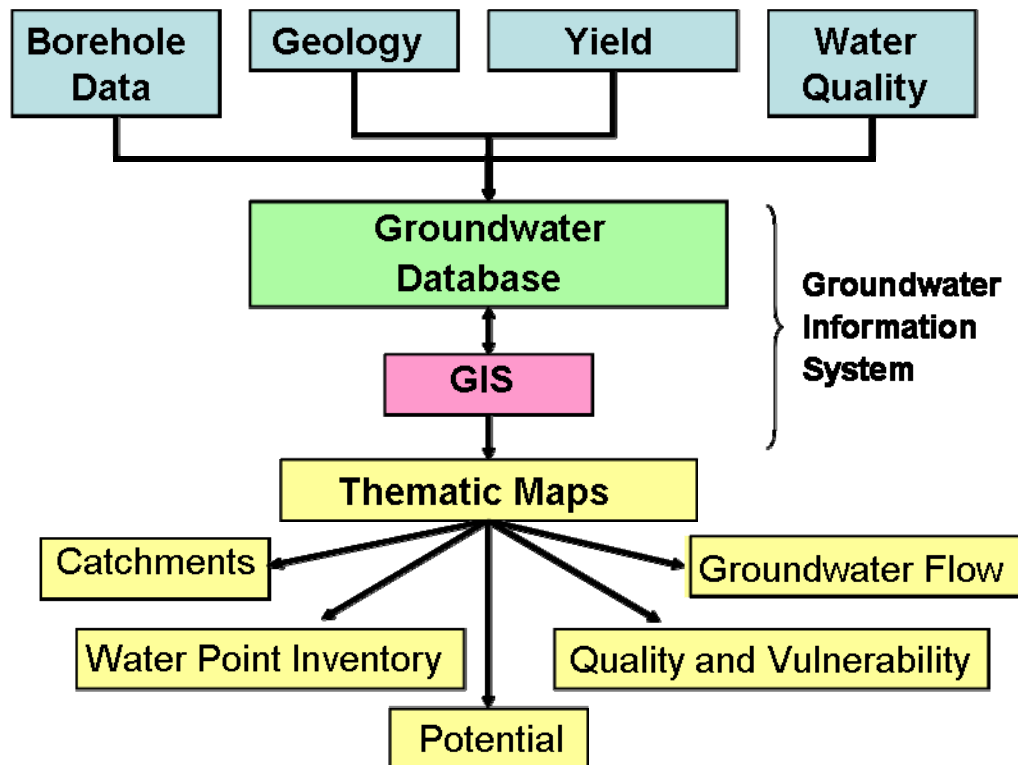 Borehole
Data
Geology
Yield
Water
Quality
Groundwater
Database
Groundwater
Information
System
GIS
Thematic Maps
Catchments
Groundwater Flow
Water Point Inventory
Quality and Vulnerability
Potential